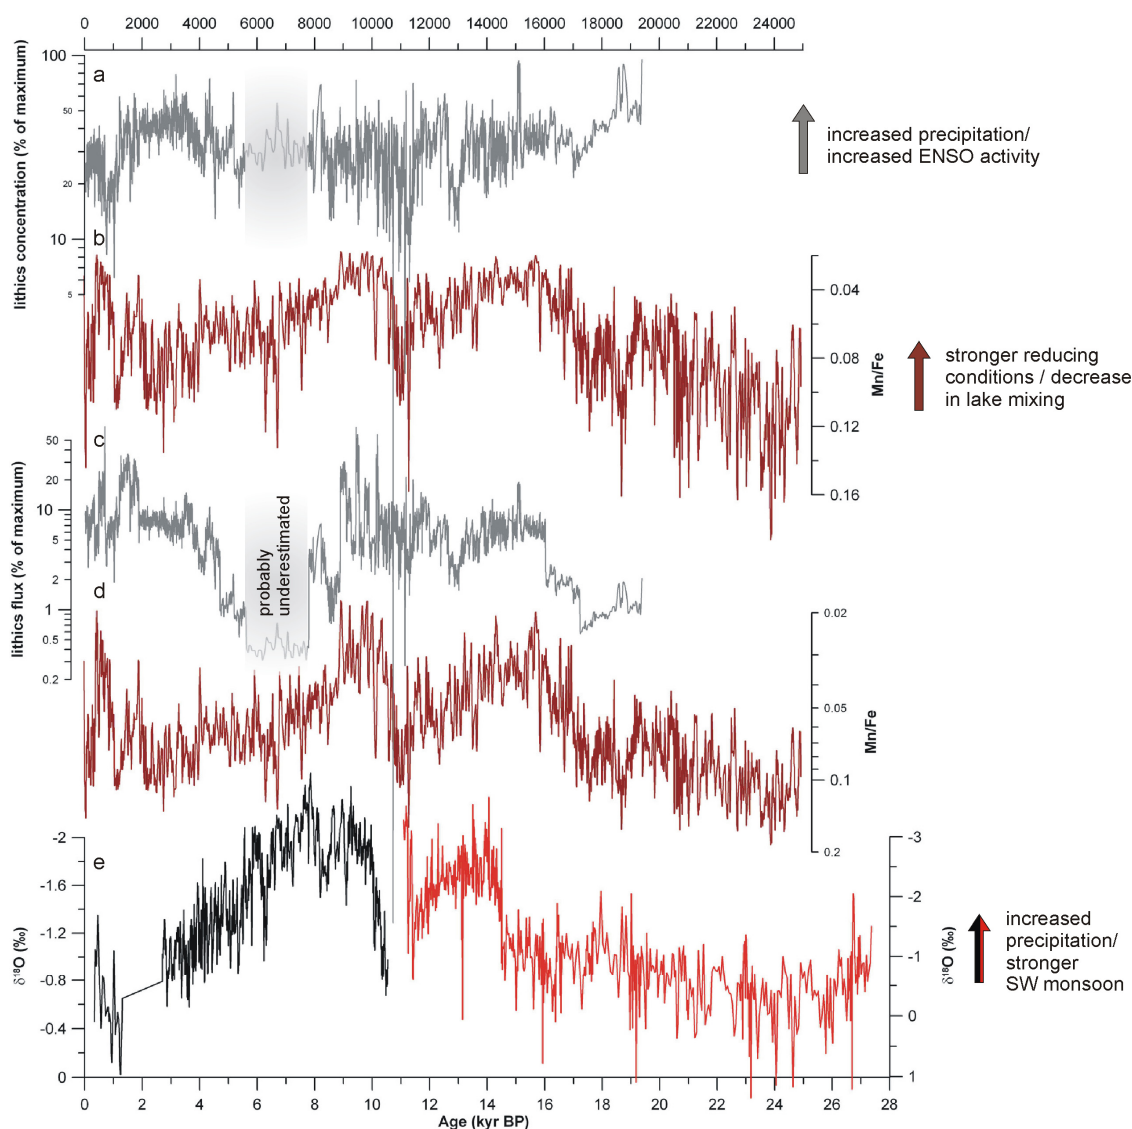 0 2000 4000 6000 8000 10000 12000 14000 16000 18000 20000 22000 24000
lithics concentration (% of maximum)
100
50
20
10
5
a
increased precipitation/
increased ENSO activity
b
0.04
0.08
0.12
0.16
Mn/Fe
stronger reducing
conditions / decrease
in lake mixing
c
lithics flux (% of maximum)
50
20
10
5
2
1
0.5
0.2
probably
underestimated
d
0.02
0.05
0.1
0.2
Mn/Fe
e
δ¹⁸O (‰)
-2
-1.6
-1.2
-0.8
-0.4
0
-3
-2
-1
0
1
δ¹⁸O (‰)
increased
precipitation/
stronger
SW monsoon
0 2 4 6 8 10 12 14 16 18 20 22 24 26 28
Age (kyr BP)